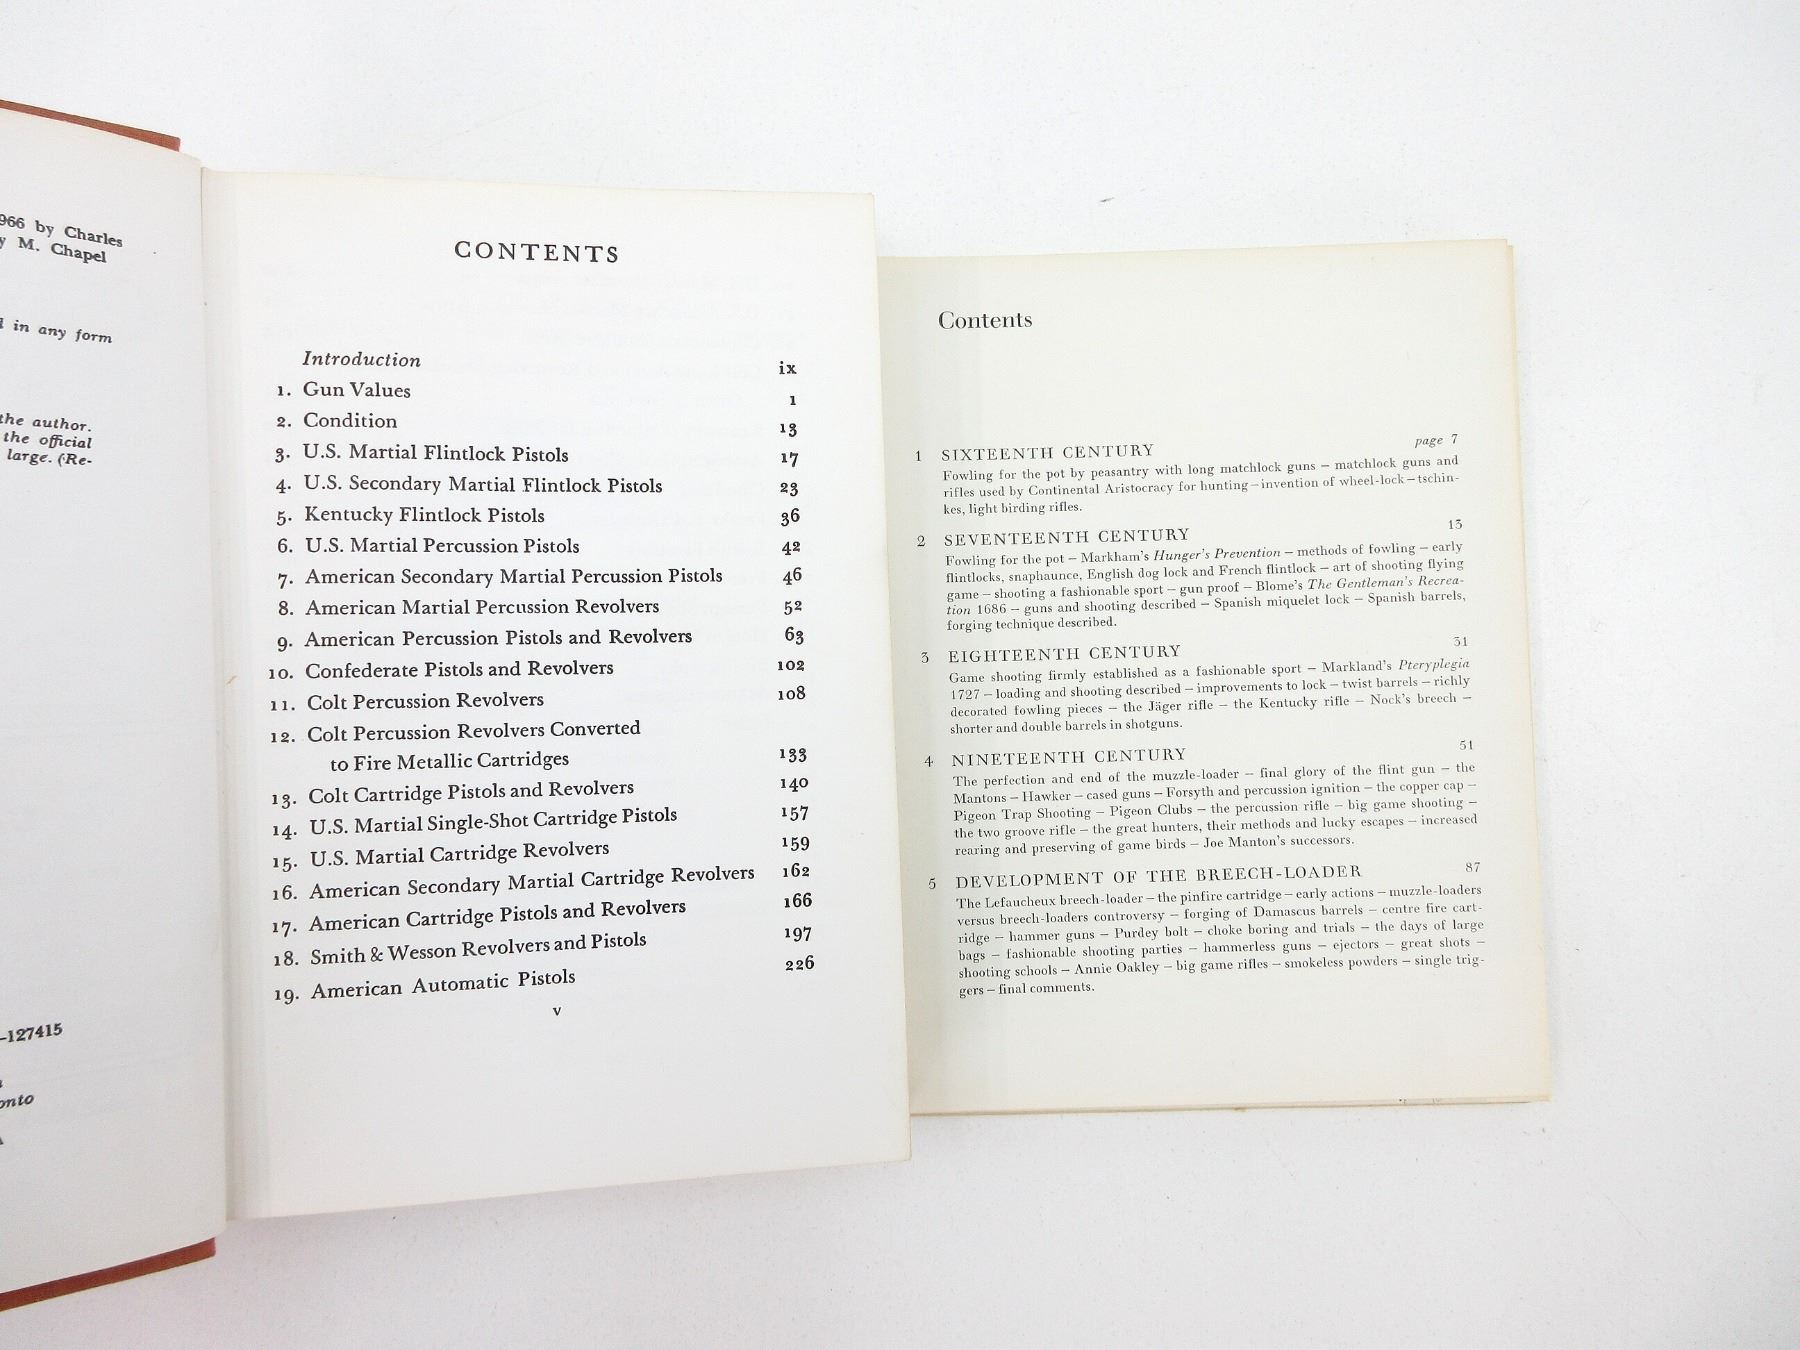 966 by Charles
y M. Chapel
in any form
the author.
the official
large. (Re-
-127415
onto
CONTENTS
Introduction ix
1. Gun Values 1
2. Condition 13
3. U.S. Martial Flintlock Pistols 17
4. U.S. Secondary Martial Flintlock Pistols 23
5. Kentucky Flintlock Pistols 36
6. U.S. Martial Percussion Pistols 42
7. American Secondary Martial Percussion Pistols 46
8. American Martial Percussion Revolvers 52
9. American Percussion Pistols and Revolvers 63
10. Confederate Pistols and Revolvers 102
11. Colt Percussion Revolvers 108
12. Colt Percussion Revolvers Converted
to Fire Metallic Cartridges 133
13. Colt Cartridge Pistols and Revolvers 140
14. U.S. Martial Single-Shot Cartridge Pistols 157
15. U.S. Martial Cartridge Revolvers 159
16. American Secondary Martial Cartridge Revolvers 162
17. American Cartridge Pistols and Revolvers 166
18. Smith & Wesson Revolvers and Pistols 197
19. American Automatic Pistols 226
v
Contents
1 SIXTEENTH CENTURY page 7
Fowling for the pot by peasantry with long matchlock guns – matchlock guns and
rifles used by Continental Aristocracy for hunting – invention of wheel-lock – tschin-
kes, light birding rifles.
2 SEVENTEENTH CENTURY 13
Fowling for the pot – Markham's Hunger's Prevention – methods of fowling – early
flintlocks, snaphaunce, English dog lock and French flintlock – art of shooting flying
game – shooting a fashionable sport – gun proof – Blome's The Gentleman's Recrea-
tion 1686 – guns and shooting described – Spanish miquelet lock – Spanish barrels,
forging technique described.
3 EIGHTEENTH CENTURY 31
Game shooting firmly established as a fashionable sport – Markland's Pteryplegia
1727 – loading and shooting described – improvements to lock – twist barrels – richly
decorated fowling pieces – the Jäger rifle – the Kentucky rifle – Nock's breech –
shorter and double barrels in shotguns.
4 NINETEENTH CENTURY 51
The perfection and end of the muzzle-loader – final glory of the flint gun – the
Mantons – Hawker – cased guns – Forsyth and percussion ignition – the copper cap –
Pigeon Trap Shooting – Pigeon Clubs – the percussion rifle – big game shooting –
the two groove rifle – the great hunters, their methods and lucky escapes – increased
rearing and preserving of game birds – Joe Manton's successors.
5 DEVELOPMENT OF THE BREECH-LOADER 87
The Lefaucheux breech-loader – the pinfire cartridge – early actions – muzzle-loaders
versus breech-loaders controversy – forging of Damascus barrels – centre fire cart-
ridge – hammer guns – Purdey bolt – choke boring and trials – the days of large
bags – fashionable shooting parties – hammerless guns – ejectors – great shots –
shooting schools – Annie Oakley – big game rifles – smokeless powders – single trig-
gers – final comments.